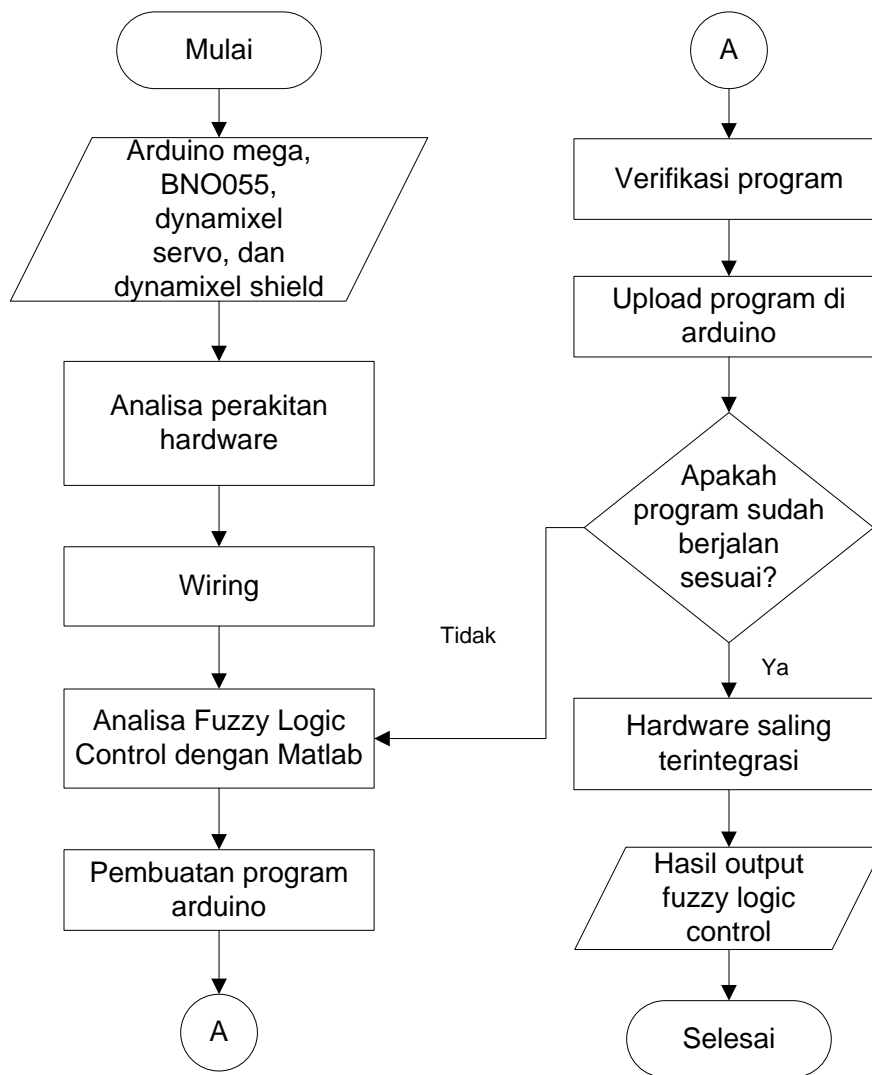 Mulai
Arduino mega,
BNO055,
dynamixel
servo, dan
dynamixel shield
Analisa perakitan
hardware
Wiring
Analisa Fuzzy Logic
Control dengan Matlab
Pembuatan program
arduino
A
A
Verifikasi program
Upload program di
arduino
Apakah
program sudah
berjalan
sesuai?
Tidak
Ya
Hardware saling
terintegrasi
Hasil output
fuzzy logic
control
Selesai